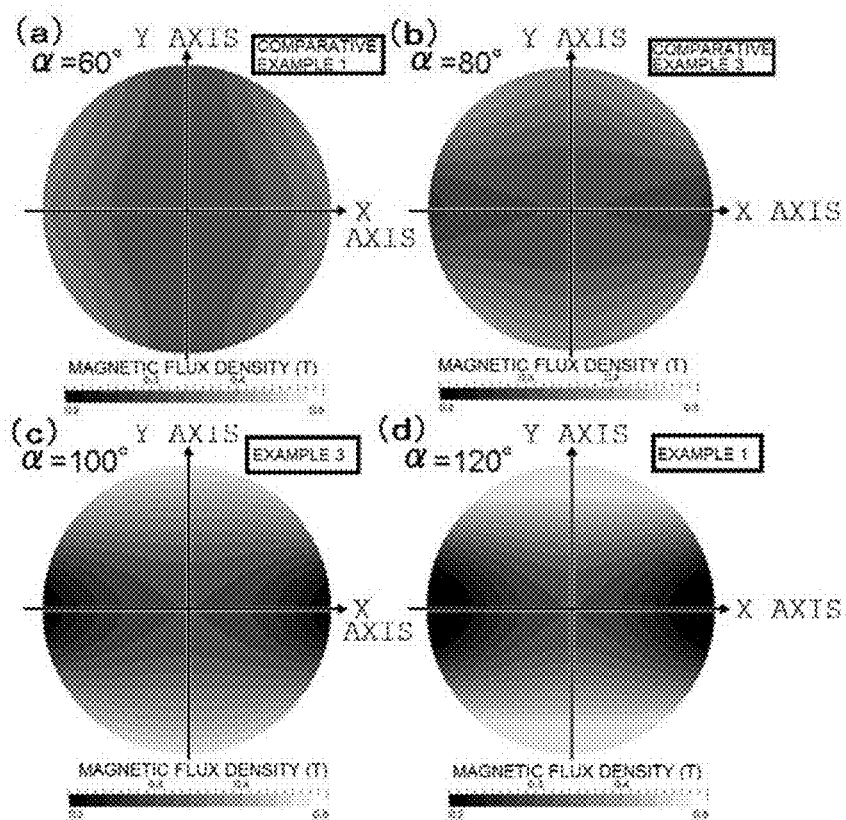 (a)
α=60°
Y AXIS
COMPARATIVE
EXAMPLE 1
X
AXIS
MAGNETIC FLUX DENSITY (T)
(b)
α=80°
Y AXIS
COMPARATIVE
EXAMPLE 3
X AXIS
MAGNETIC FLUX DENSITY (T)
(c)
α=100°
Y AXIS
EXAMPLE 3
X
AXIS
MAGNETIC FLUX DENSITY (T)
(d)
α=120°
Y AXIS
EXAMPLE 1
X AXIS
MAGNETIC FLUX DENSITY (T)